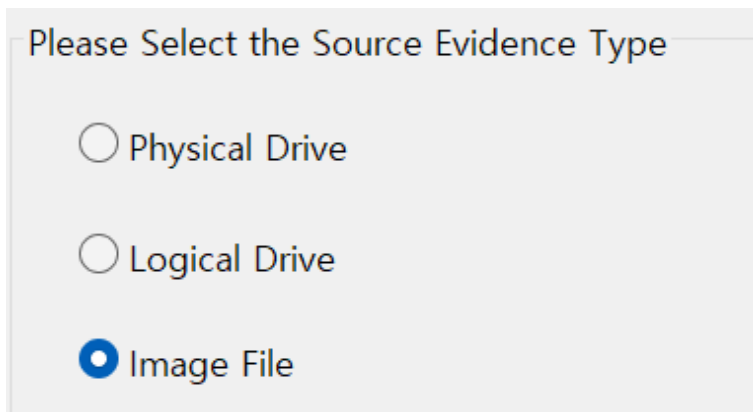 Please Select the Source Evidence Type
Physical Drive
Logical Drive
Image File